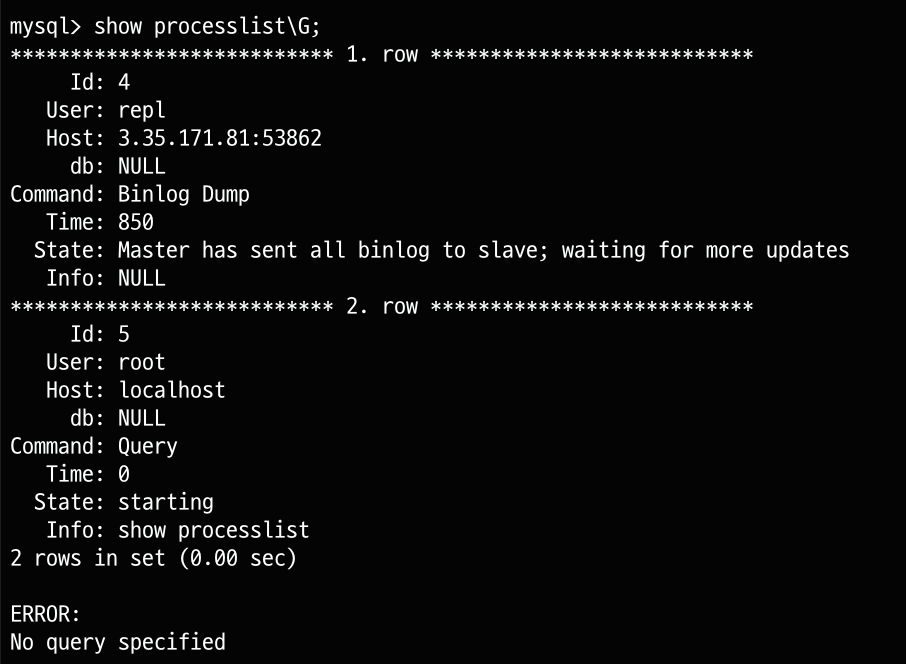 mysql> show processlist\G;
*************************** 1. row ***************************
     Id: 4
   User: repl
   Host: 3.35.171.81:53862
     db: NULL
Command: Binlog Dump
   Time: 850
  State: Master has sent all binlog to slave; waiting for more updates
   Info: NULL
*************************** 2. row ***************************
     Id: 5
   User: root
   Host: localhost
     db: NULL
Command: Query
   Time: 0
  State: starting
   Info: show processlist
2 rows in set (0.00 sec)

ERROR:
No query specified